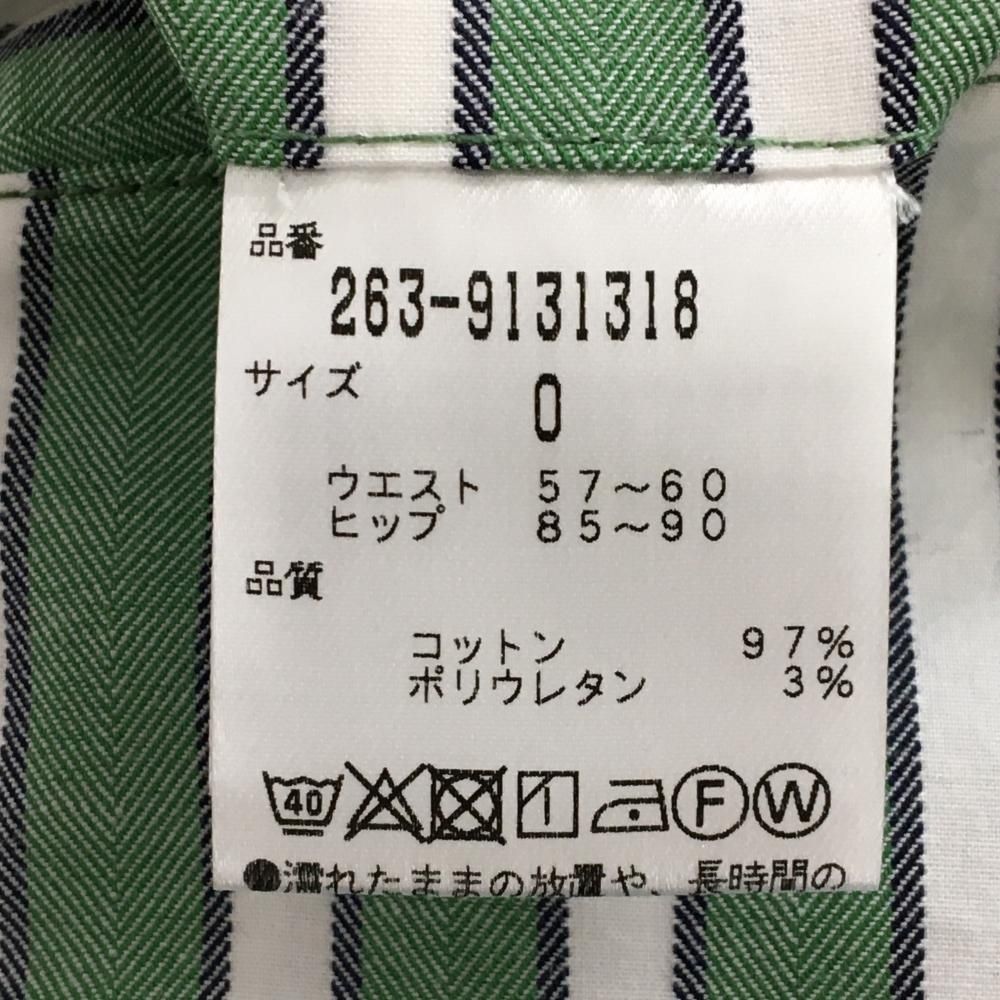 品番
263-9131318
サイズ
0
ウエスト 57~60
ヒップ 85~90
品質
コットン 97%
ポリウレタン 3%
40 F W
●濡れたままの放置や、長時間の